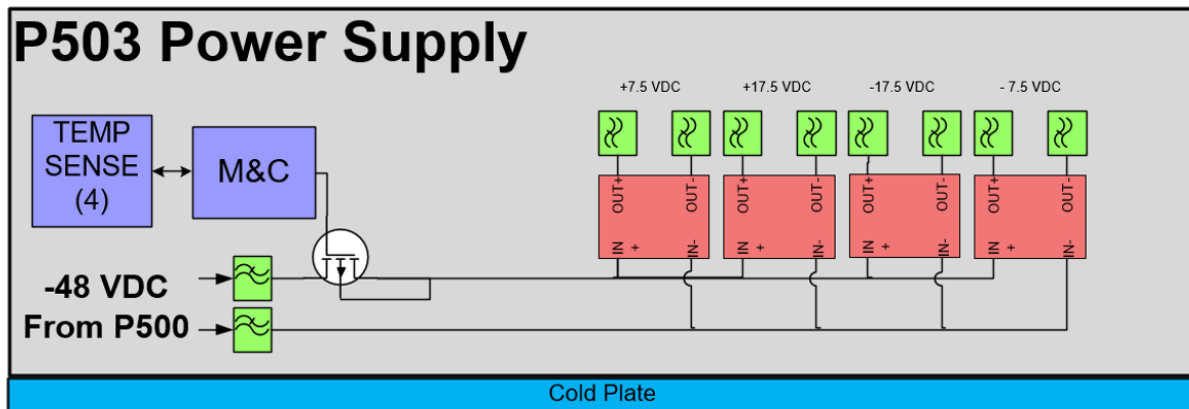 P503 Power Supply
+7.5 VDC
+17.5 VDC
-17.5 VDC
- 7.5 VDC
TEMP
SENSE
(4)
M&C
OUT+
OUT-
OUT+
OUT-
OUT+
OUT-
OUT+
OUT-
IN +
IN-
IN +
IN-
IN +
IN-
IN +
IN-
-48 VDC
From P500
Cold Plate